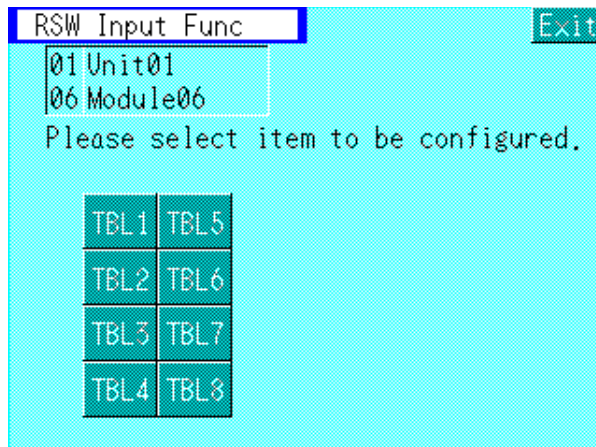 RSW Input Func Exit
01 Unit01
06 Module06
Please select item to be configured.
TBL1 TBL5
TBL2 TBL6
TBL3 TBL7
TBL4 TBL8